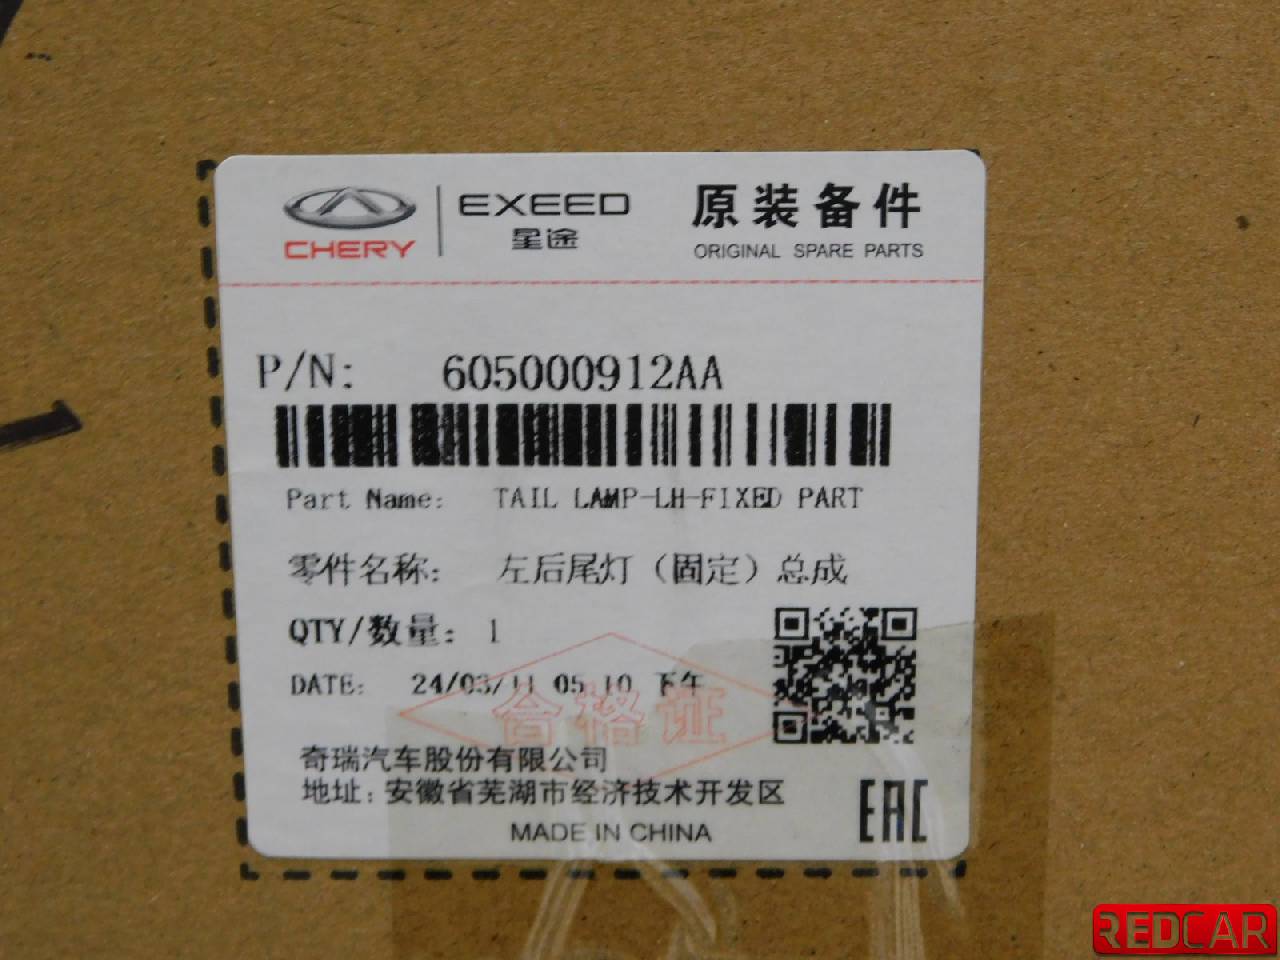 CHERY
EXEED
星途
原装备件
ORIGINAL SPARE PARTS
P/N: 605000912AA
Part Name: TAIL LAMP-LH-FIXED PART
零件名称: 左后尾灯（固定）总成
QTY/数量: 1
DATE: 24/03/11 05:10 下午
合格证
奇瑞汽车股份有限公司
地址:安徽省芜湖市经济技术开发区
MADE IN CHINA
EAC
REDCAR